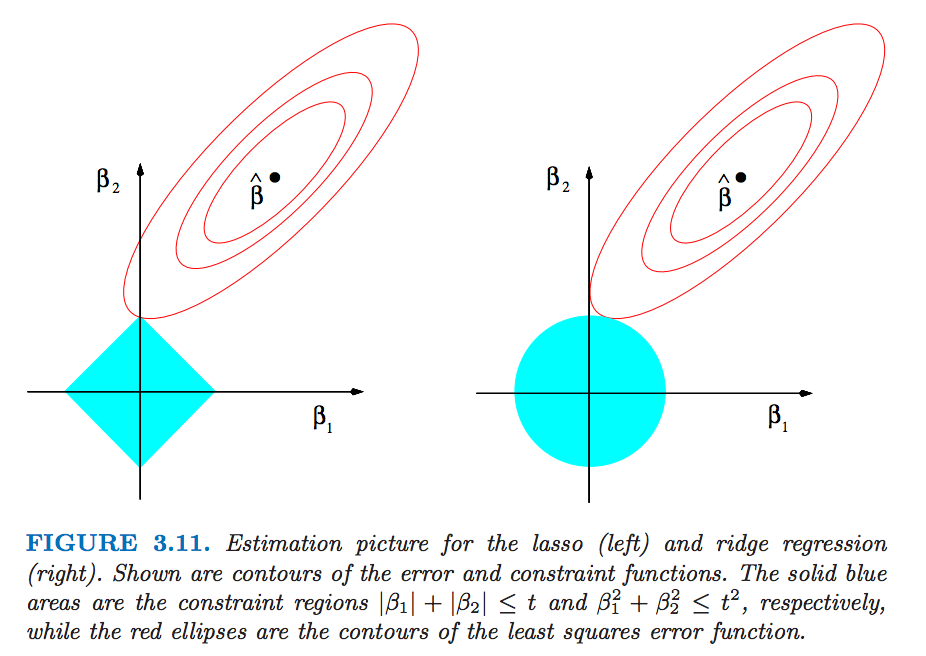 β₂
β̂
β₁
β₂
β̂
β₁
FIGURE 3.11. Estimation picture for the lasso (left) and ridge regression
(right). Shown are contours of the error and constraint functions. The solid blue
areas are the constraint regions |β₁| + |β₂| ≤ t and β₁² + β₂² ≤ t², respectively,
while the red ellipses are the contours of the least squares error function.